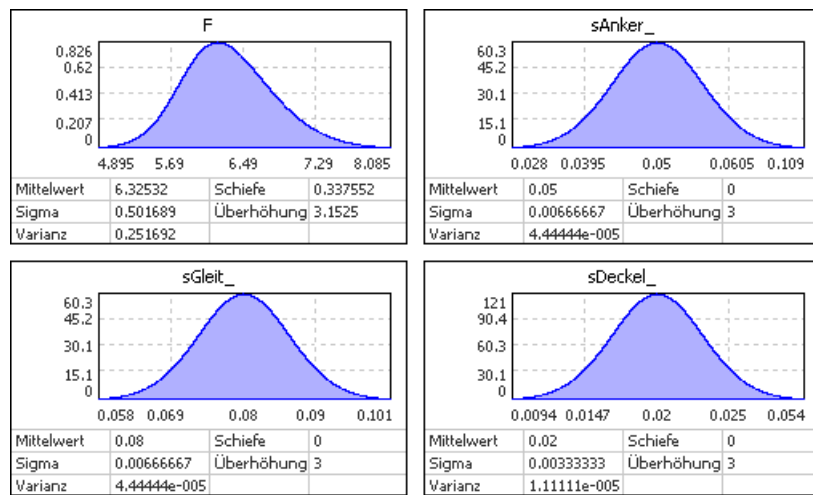 F
0.826
0.62
0.413
0.207
0
4.895 5.69 6.49 7.29 8.085
Mittelwert 6.32532 Schiefe 0.337552
Sigma 0.501689 Überhöhung 3.1525
Varianz 0.251692
sAnker_
60.3
45.2
30.1
15.1
0
0.028 0.0395 0.05 0.0605 0.109
Mittelwert 0.05 Schiefe 0
Sigma 0.00666667 Überhöhung 3
Varianz 4.44444e-005
sGleit_
60.3
45.2
30.1
15.1
0
0.058 0.069 0.08 0.09 0.101
Mittelwert 0.08 Schiefe 0
Sigma 0.00666667 Überhöhung 3
Varianz 4.44444e-005
sDeckel_
121
90.4
60.3
30.1
0
0.0094 0.0147 0.02 0.025 0.054
Mittelwert 0.02 Schiefe 0
Sigma 0.00333333 Überhöhung 3
Varianz 1.11111e-005